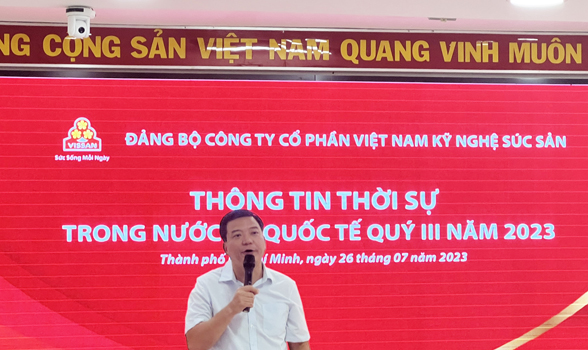 NG CỘNG SẢN VIỆT NAM QUANG VINH MUÔN
VISSAN
Sức Sống Mỗi Ngày
ĐẢNG BỘ CÔNG TY CỔ PHẦN VIỆT NAM KỸ NGHỆ SÚC SẢN
THÔNG TIN THỜI SỰ
TRONG NƯỚC QUỐC TẾ QUÝ III NĂM 2023
Thành phố Minh, ngày 26 tháng 07 năm 2023